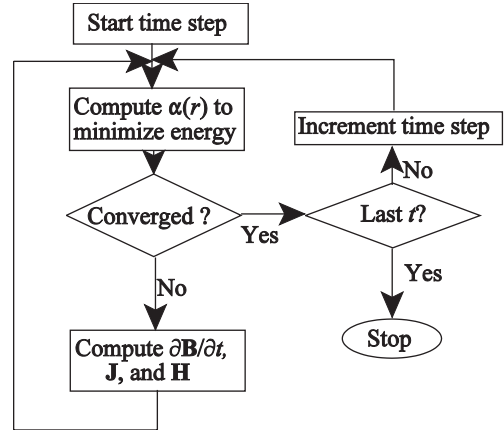 Start time step
Compute α(r) to
minimize energy
Increment time step
No
Converged ?
Last t?
Yes
Yes
No
Stop
Compute ∂B/∂t,
J, and H